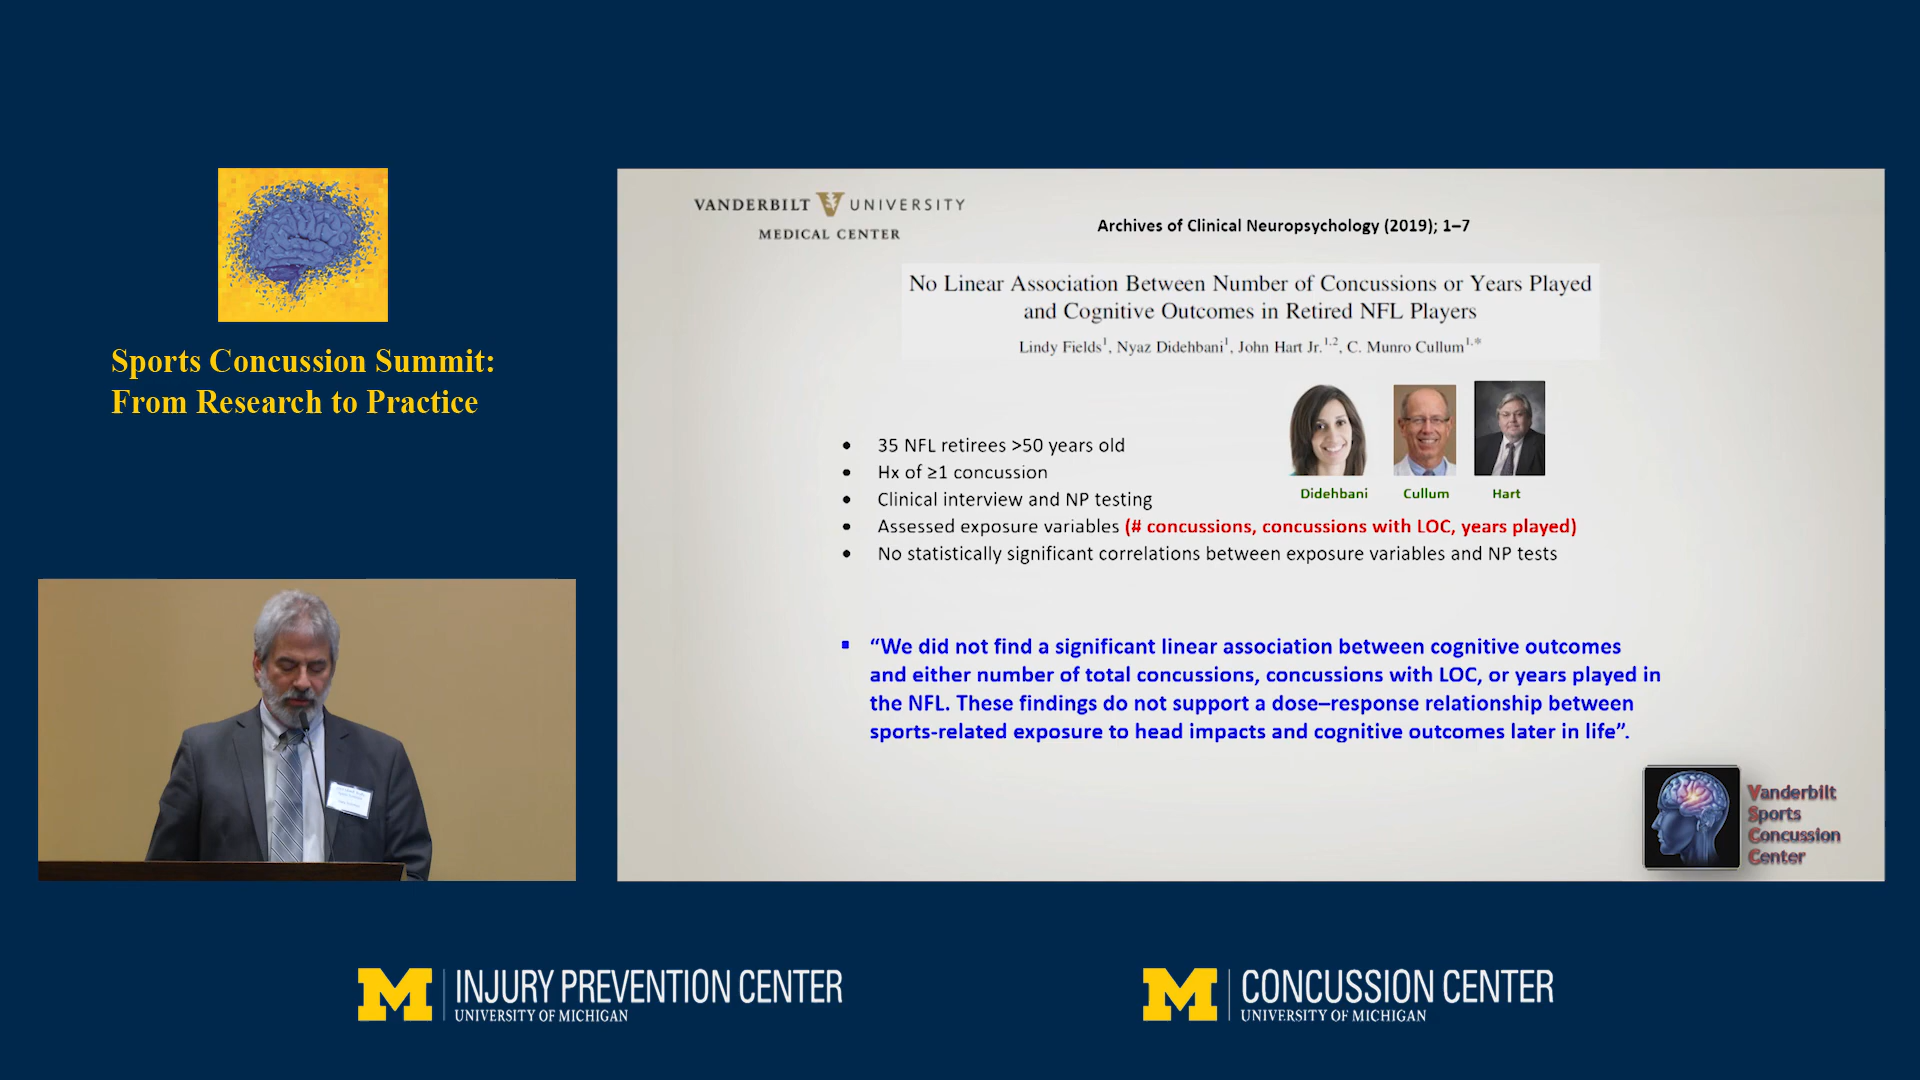 Sports Concussion Summit:
From Research to Practice
VANDERBILT V UNIVERSITY
MEDICAL CENTER
Archives of Clinical Neuropsychology (2019); 1–7
No Linear Association Between Number of Concussions or Years Played
and Cognitive Outcomes in Retired NFL Players
Lindy Fields¹, Nyaz Didehbani¹, John Hart Jr.¹·², C. Munro Cullum¹·*
• 35 NFL retirees >50 years old
• Hx of ≥1 concussion
• Clinical interview and NP testing
• Assessed exposure variables (# concussions, concussions with LOC, years played)
• No statistically significant correlations between exposure variables and NP tests
Didehbani Cullum Hart
▪ “We did not find a significant linear association between cognitive outcomes
and either number of total concussions, concussions with LOC, or years played in
the NFL. These findings do not support a dose–response relationship between
sports-related exposure to head impacts and cognitive outcomes later in life”.
Vanderbilt
Sports
Concussion
Center
M INJURY PREVENTION CENTER
UNIVERSITY OF MICHIGAN
M CONCUSSION CENTER
UNIVERSITY OF MICHIGAN